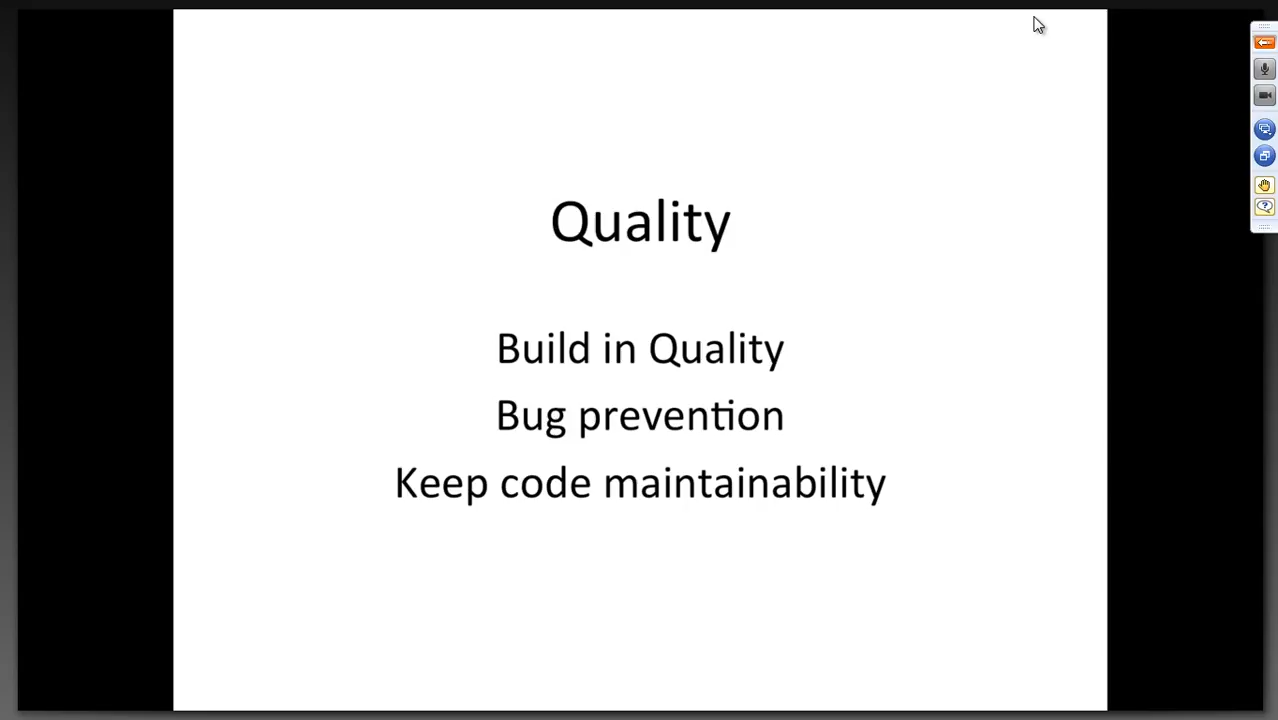 Quality
Build in Quality
Bug prevention
Keep code maintainability